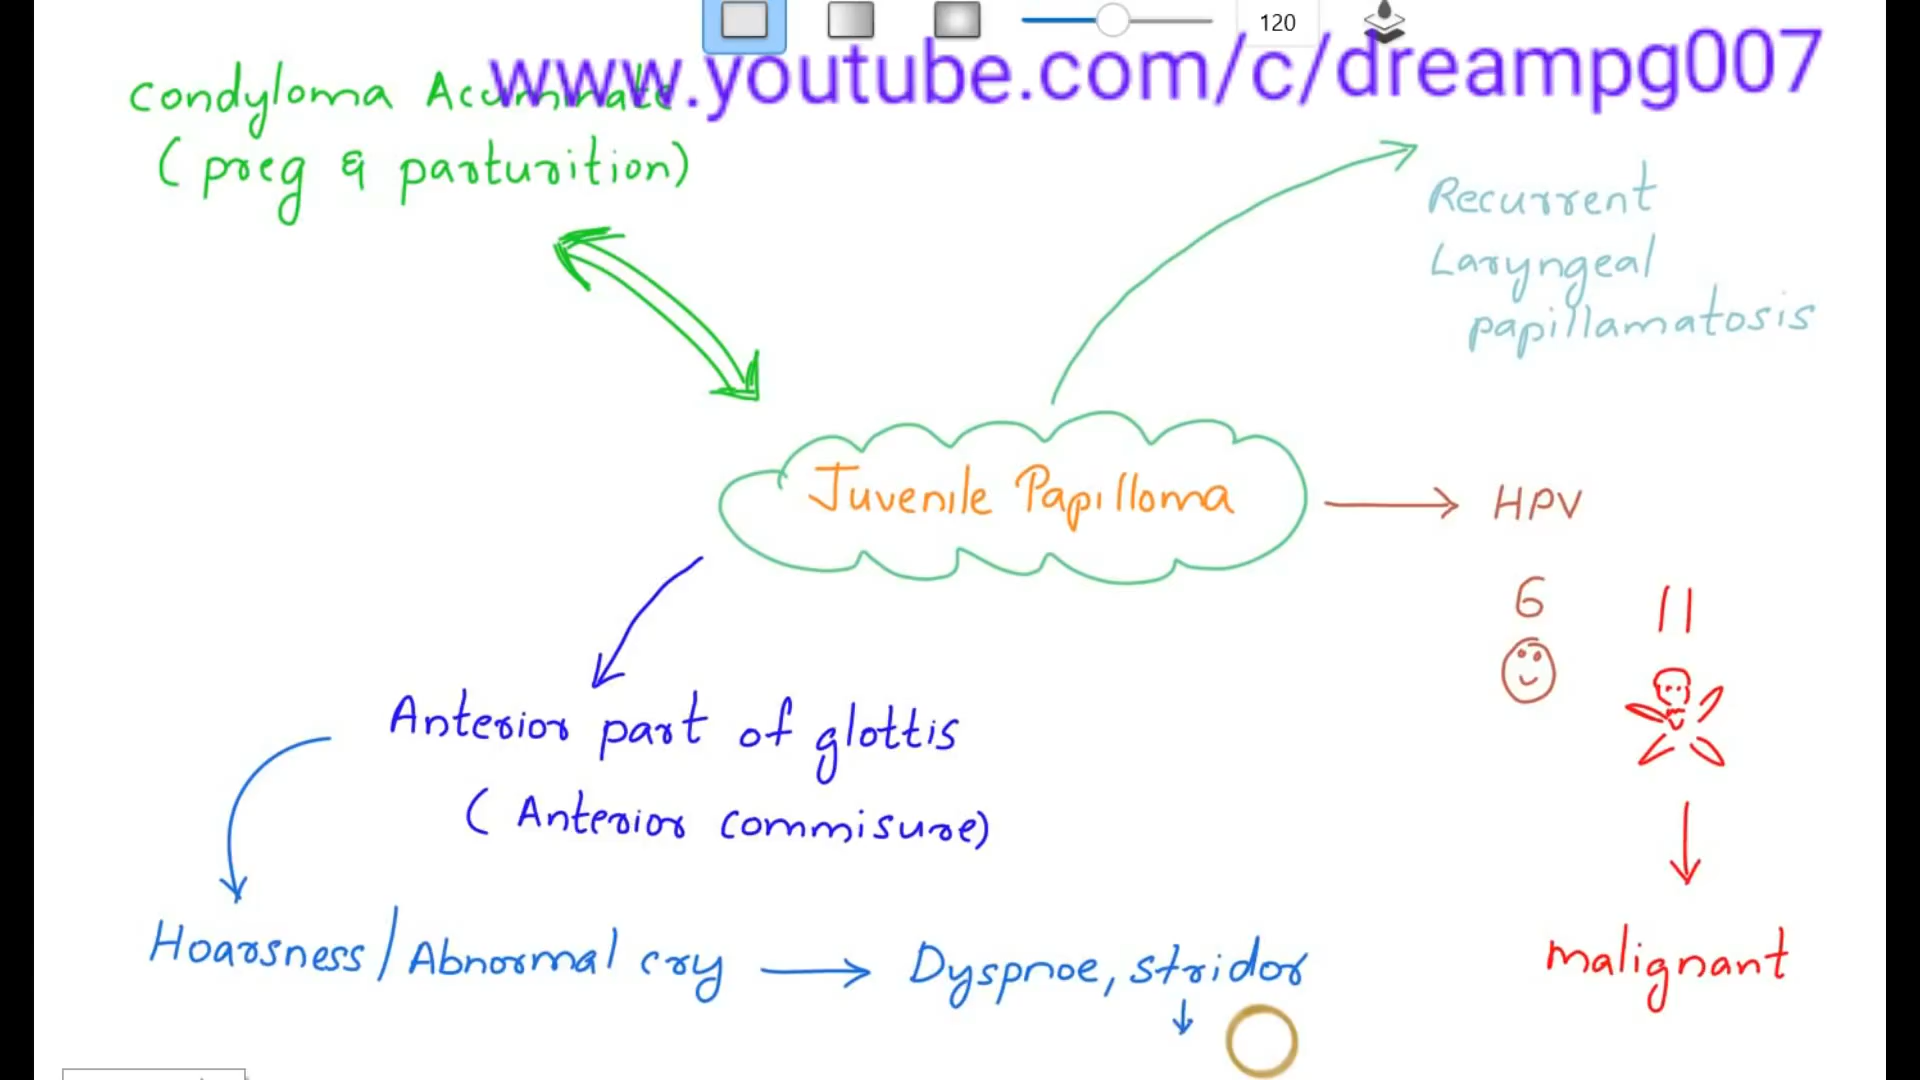 120
www.youtube.com/c/dreampg007
Condyloma Acuminate
(preg & parturition)
Recurrent
Laryngeal
papillamatosis
Juvenile Papilloma
HPV
6 11
Anterior part of glottis
(Anterior commisure)
Hoarsness/Abnormal cry
Dyspnoe, stridor
malignant